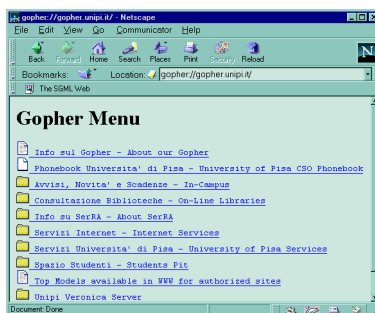 gopher://gopher.unipi.it/ - Netscape
File Edit View Go Communicator Help
Back Forward Home Search Places Print Security Reload
N
Bookmarks: Location: gopher://gopher.unipi.it/
The SGML Web
Gopher Menu
Info sul Gopher - About our Gopher
Phonebook Universita' di Pisa - University of Pisa CSO Phonebook
Avvisi, Novita' e Scadenze - In-Campus
Consultazione Biblioteche - On-Line Libraries
Info su SerRA - About SerRA
Servizi Internet - Internet Services
Servizi Universita' di Pisa - University of Pisa Services
Spazio Studenti - Students Pit
Top Models available in WWW for authorized sites
Unipi Veronica Server
Document: Done